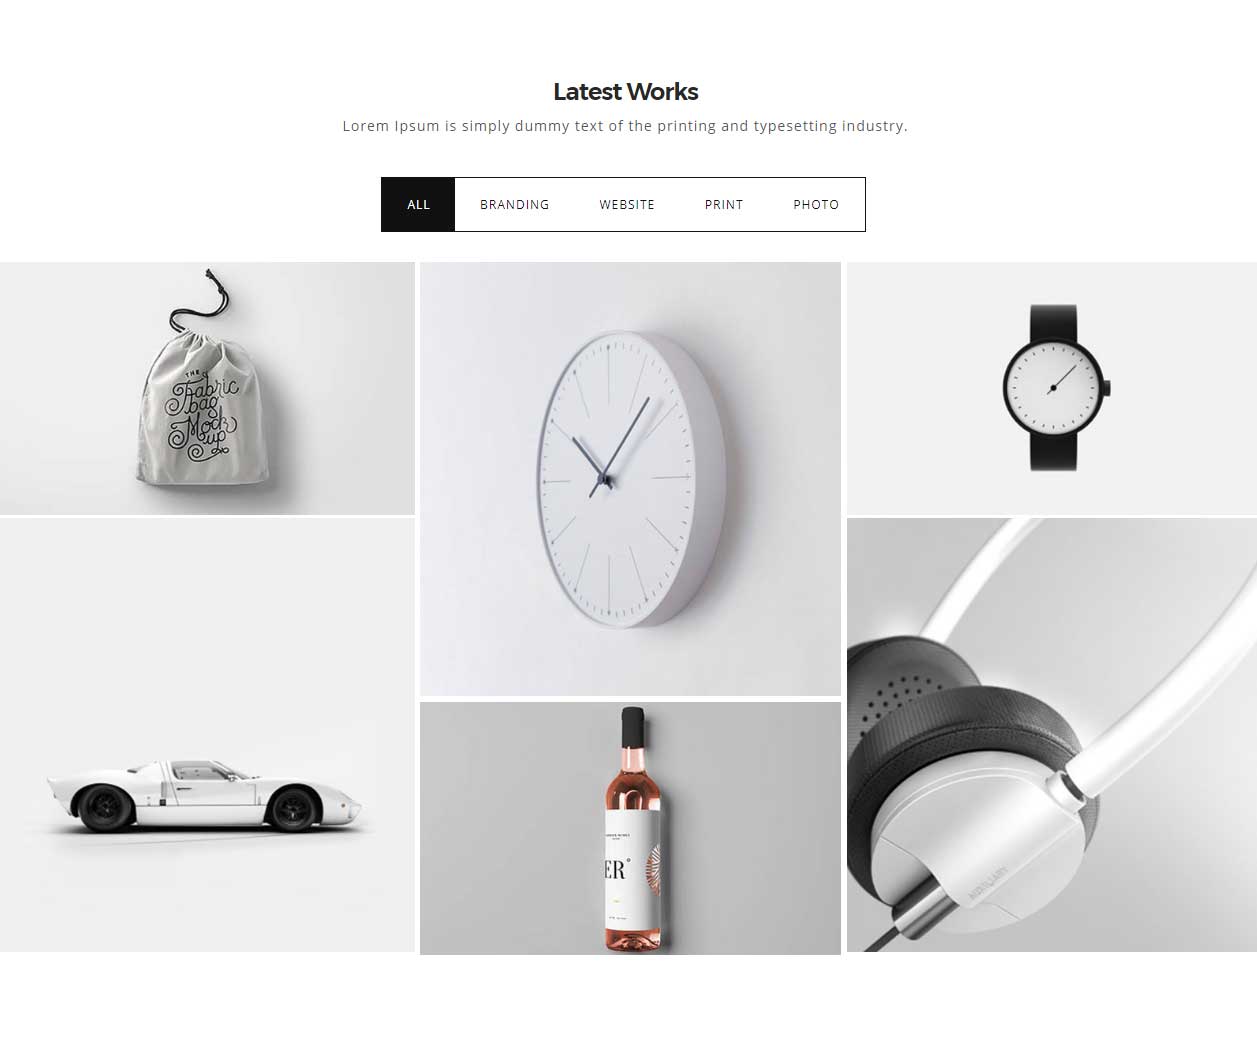 Latest Works
Lorem Ipsum is simply dummy text of the printing and typesetting industry.
ALL BRANDING WEBSITE PRINT PHOTO
THE
Fabric
bag
Mock
up
ER°